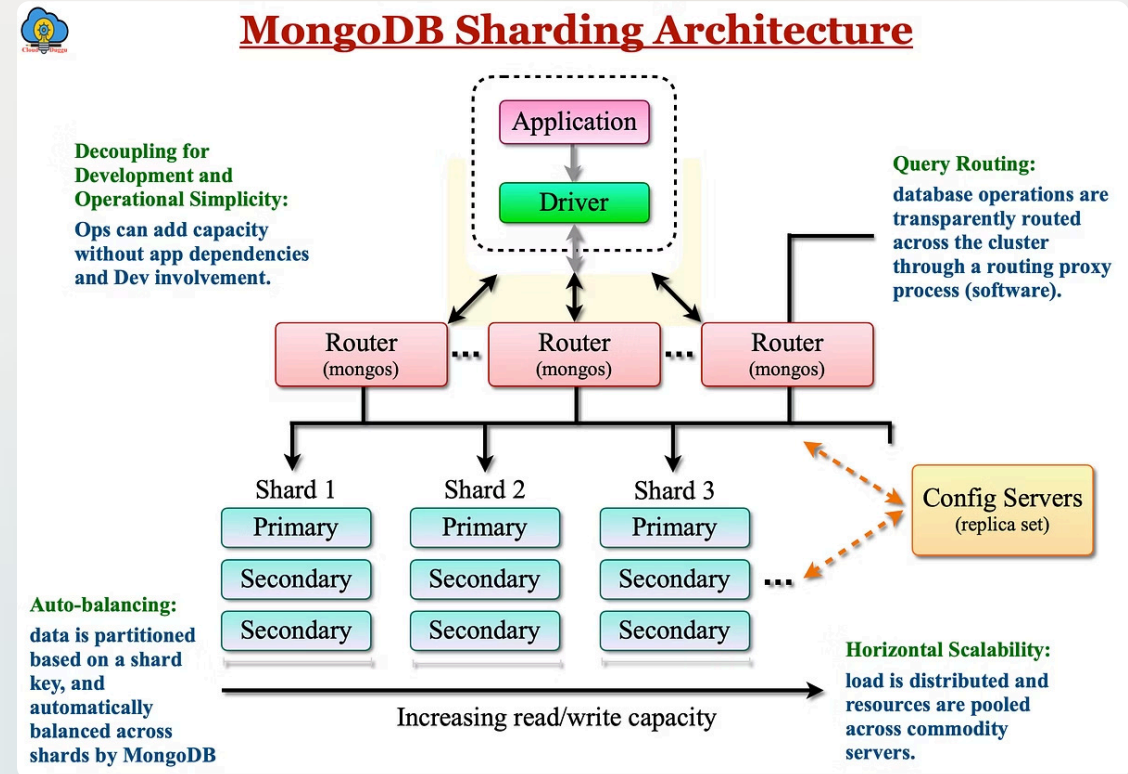 MongoDB Sharding Architecture
Application
Driver
Decoupling for
Development and
Operational Simplicity:
Ops can add capacity
without app dependencies
and Dev involvement.
Query Routing:
database operations are
transparently routed
across the cluster
through a routing proxy
process (software).
Router
(mongos)
...
Router
(mongos)
...
Router
(mongos)
Shard 1
Primary
Secondary
Secondary
Shard 2
Primary
Secondary
Secondary
Shard 3
Primary
Secondary
Secondary
...
Config Servers
(replica set)
Auto-balancing:
data is partitioned
based on a shard
key, and
automatically
balanced across
shards by MongoDB
Increasing read/write capacity
Horizontal Scalability:
load is distributed and
resources are pooled
across commodity
servers.